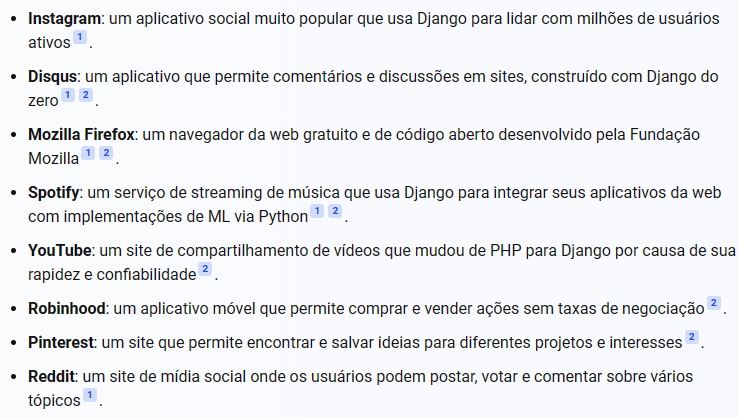 • Instagram: um aplicativo social muito popular que usa Django para lidar com milhões de usuários
ativos 1 .
• Disqus: um aplicativo que permite comentários e discussões em sites, construído com Django do
zero 1 2 .
• Mozilla Firefox: um navegador da web gratuito e de código aberto desenvolvido pela Fundação
Mozilla 1 2 .
• Spotify: um serviço de streaming de música que usa Django para integrar seus aplicativos da web
com implementações de ML via Python 1 2 .
• YouTube: um site de compartilhamento de vídeos que mudou de PHP para Django por causa de sua
rapidez e confiabilidade 2 .
• Robinhood: um aplicativo móvel que permite comprar e vender ações sem taxas de negociação 2 .
• Pinterest: um site que permite encontrar e salvar ideias para diferentes projetos e interesses 2 .
• Reddit: um site de mídia social onde os usuários podem postar, votar e comentar sobre vários
tópicos 1 .